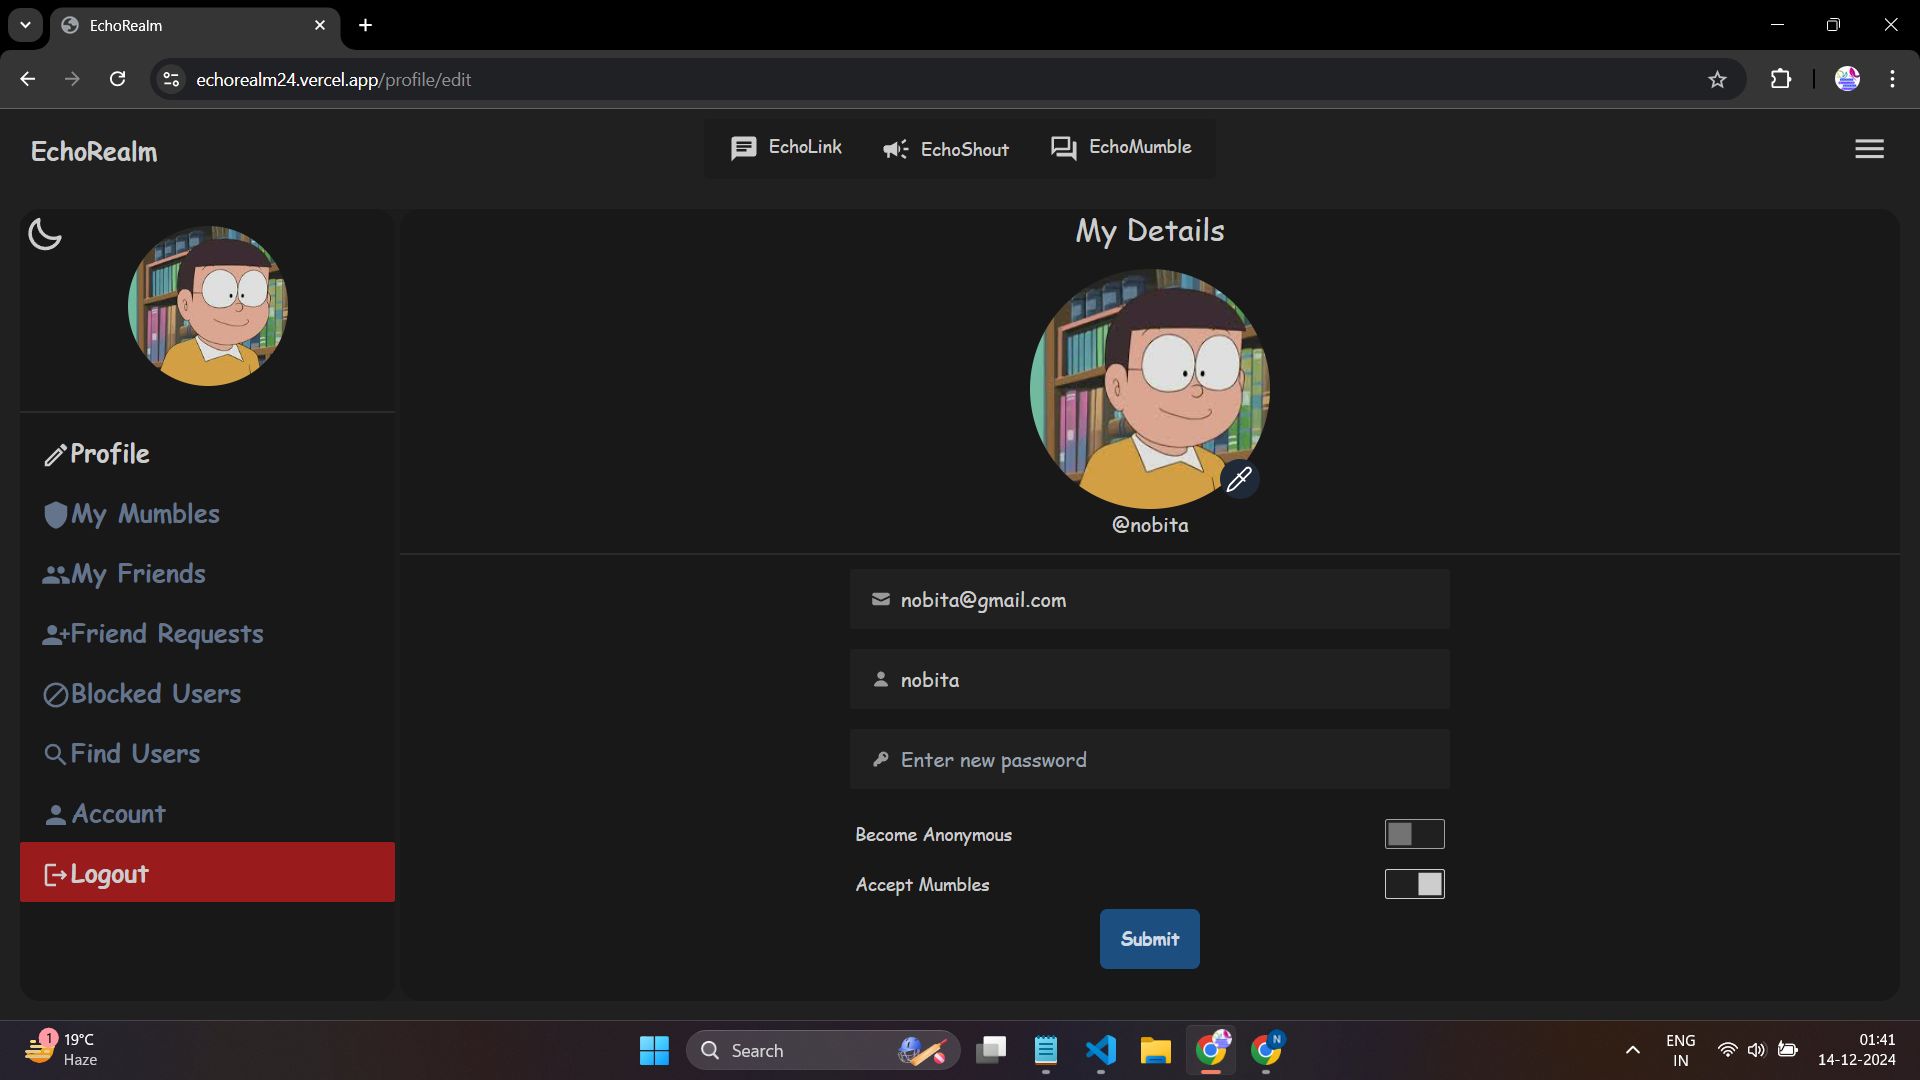 EchoRealm
echorealm24.vercel.app/profile/edit
EchoRealm
EchoLink
EchoShout
EchoMumble
Profile
My Mumbles
My Friends
Friend Requests
Blocked Users
Find Users
Account
Logout
My Details
@nobita
nobita@gmail.com
nobita
Enter new password
Become Anonymous
Accept Mumbles
Submit
1
19°C
Haze
Search
N
ENG
IN
01:41
14-12-2024